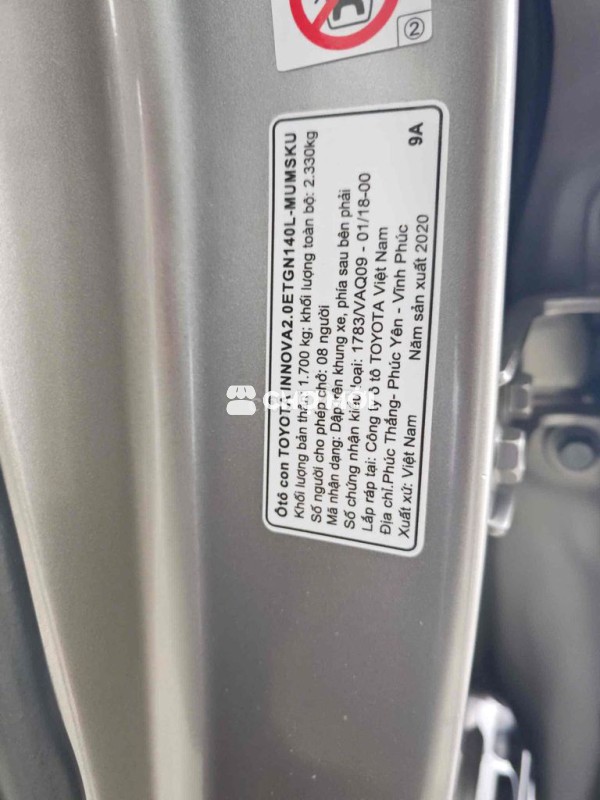 ②
Ôtô con TOYOTA INNOVA2.0ETGN140L-MUMSKU
Khối lượng bản thân: 1.700 kg; khối lượng toàn bộ: 2.330kg
Số người cho phép chở: 08 người
Mã nhận dạng: Dập trên khung xe, phía sau bên phải
Số chứng nhận kiểu loại: 1783/VAQ09 - 01/18-00
Lắp ráp tại: Công ty ô tô TOYOTA Việt Nam
Địa chỉ.Phúc Thắng- Phúc Yên - Vĩnh Phúc
Xuất xứ: Việt Nam Năm sản xuất 2020
9A
CHỢ TỐT